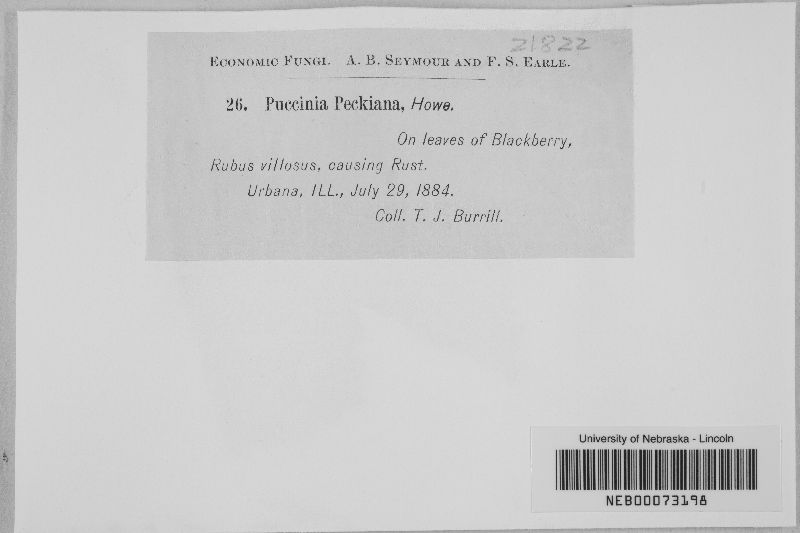 21822
Economic Fungi. A. B. Seymour and F. S. Earle.
26. Puccinia Peckiana, Howe.
On leaves of Blackberry,
Rubus villosus, causing Rust.
Urbana, ILL., July 29, 1884.
Coll. T. J. Burrill.
University of Nebraska - Lincoln
NEB00073198